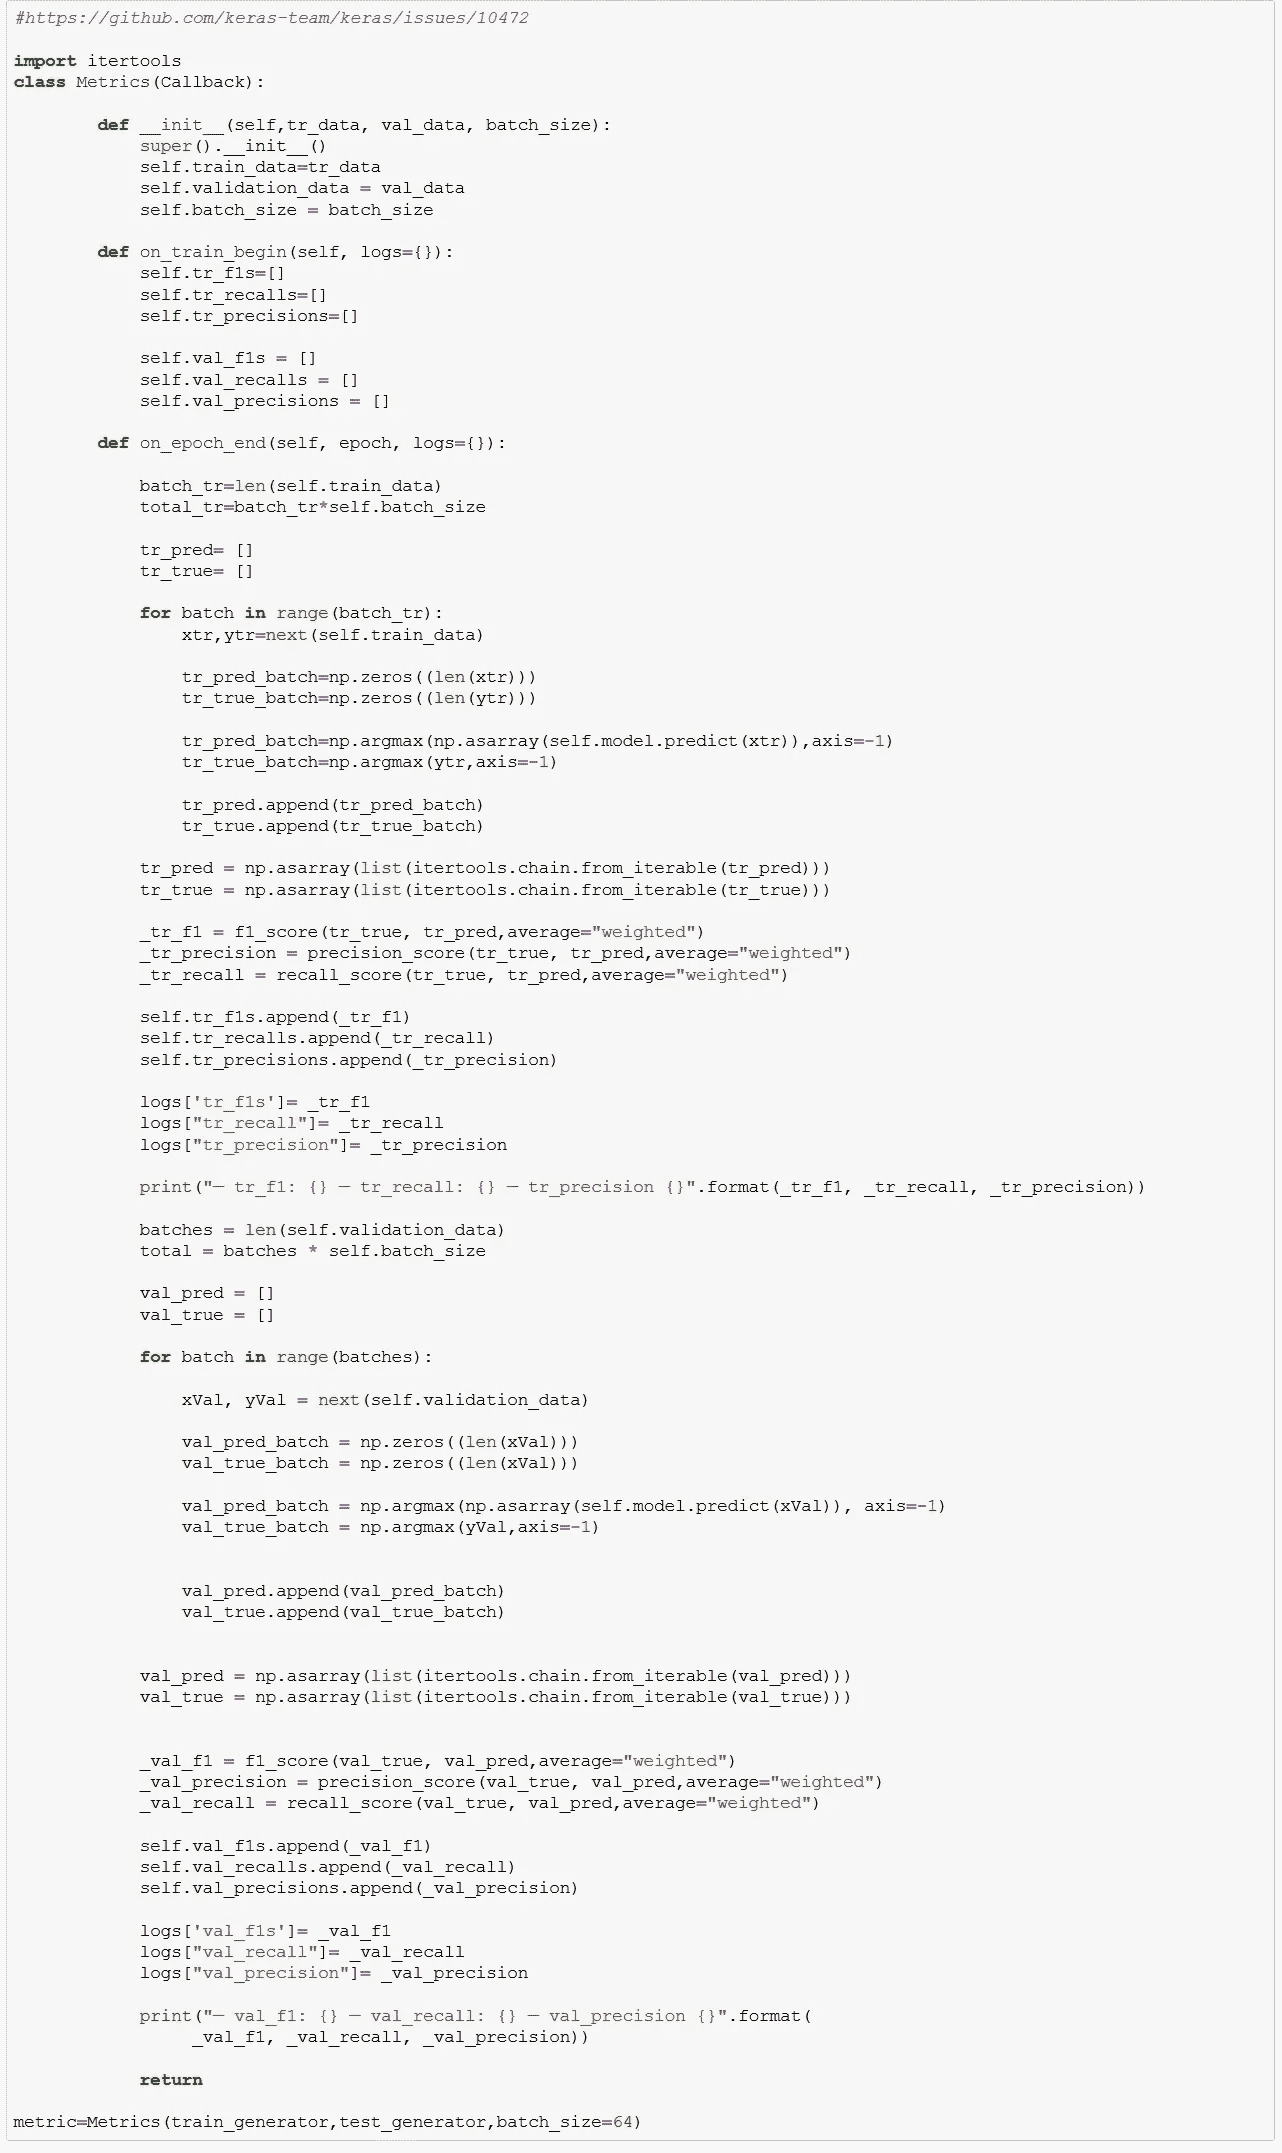 #https://github.com/keras-team/keras/issues/10472
import itertools
class Metrics(Callback):
def __init__(self,tr_data, val_data, batch_size):
super().__init__()
self.train_data=tr_data
self.validation_data = val_data
self.batch_size = batch_size
def on_train_begin(self, logs={}):
self.tr_f1s=[]
self.tr_recalls=[]
self.tr_precisions=[]
self.val_f1s = []
self.val_recalls = []
self.val_precisions = []
def on_epoch_end(self, epoch, logs={}):
batch_tr=len(self.train_data)
total_tr=batch_tr*self.batch_size
tr_pred= []
tr_true= []
for batch in range(batch_tr):
xtr,ytr=next(self.train_data)
tr_pred_batch=np.zeros((len(xtr)))
tr_true_batch=np.zeros((len(ytr)))
tr_pred_batch=np.argmax(np.asarray(self.model.predict(xtr)),axis=-1)
tr_true_batch=np.argmax(ytr,axis=-1)
tr_pred.append(tr_pred_batch)
tr_true.append(tr_true_batch)
tr_pred = np.asarray(list(itertools.chain.from_iterable(tr_pred)))
tr_true = np.asarray(list(itertools.chain.from_iterable(tr_true)))
_tr_f1 = f1_score(tr_true, tr_pred,average="weighted")
_tr_precision = precision_score(tr_true, tr_pred,average="weighted")
_tr_recall = recall_score(tr_true, tr_pred,average="weighted")
self.tr_f1s.append(_tr_f1)
self.tr_recalls.append(_tr_recall)
self.tr_precisions.append(_tr_precision)
logs['tr_f1s']= _tr_f1
logs["tr_recall"]= _tr_recall
logs["tr_precision"]= _tr_precision
print("— tr_f1: {} — tr_recall: {} — tr_precision {}".format(_tr_f1, _tr_recall, _tr_precision))
batches = len(self.validation_data)
total = batches * self.batch_size
val_pred = []
val_true = []
for batch in range(batches):
xVal, yVal = next(self.validation_data)
val_pred_batch = np.zeros((len(xVal)))
val_true_batch = np.zeros((len(xVal)))
val_pred_batch = np.argmax(np.asarray(self.model.predict(xVal)), axis=-1)
val_true_batch = np.argmax(yVal,axis=-1)
val_pred.append(val_pred_batch)
val_true.append(val_true_batch)
val_pred = np.asarray(list(itertools.chain.from_iterable(val_pred)))
val_true = np.asarray(list(itertools.chain.from_iterable(val_true)))
_val_f1 = f1_score(val_true, val_pred,average="weighted")
_val_precision = precision_score(val_true, val_pred,average="weighted")
_val_recall = recall_score(val_true, val_pred,average="weighted")
self.val_f1s.append(_val_f1)
self.val_recalls.append(_val_recall)
self.val_precisions.append(_val_precision)
logs['val_f1s']= _val_f1
logs["val_recall"]= _val_recall
logs["val_precision"]= _val_precision
print("— val_f1: {} — val_recall: {} — val_precision {}".format(
_val_f1, _val_recall, _val_precision))
return
metric=Metrics(train_generator,test_generator,batch_size=64)